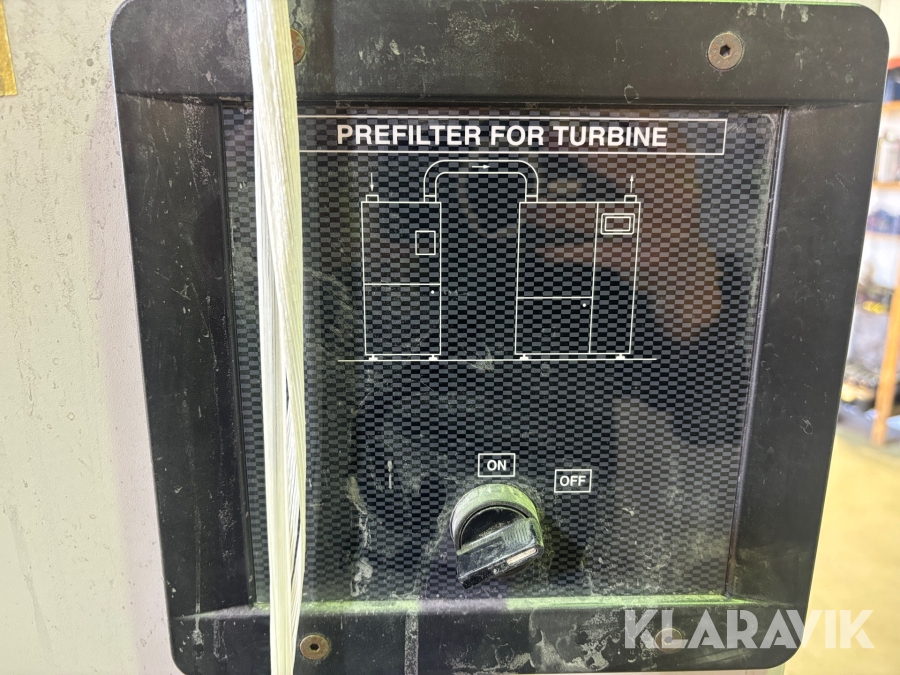 PREFILTER FOR TURBINE
ON
OFF
KLARAVIK